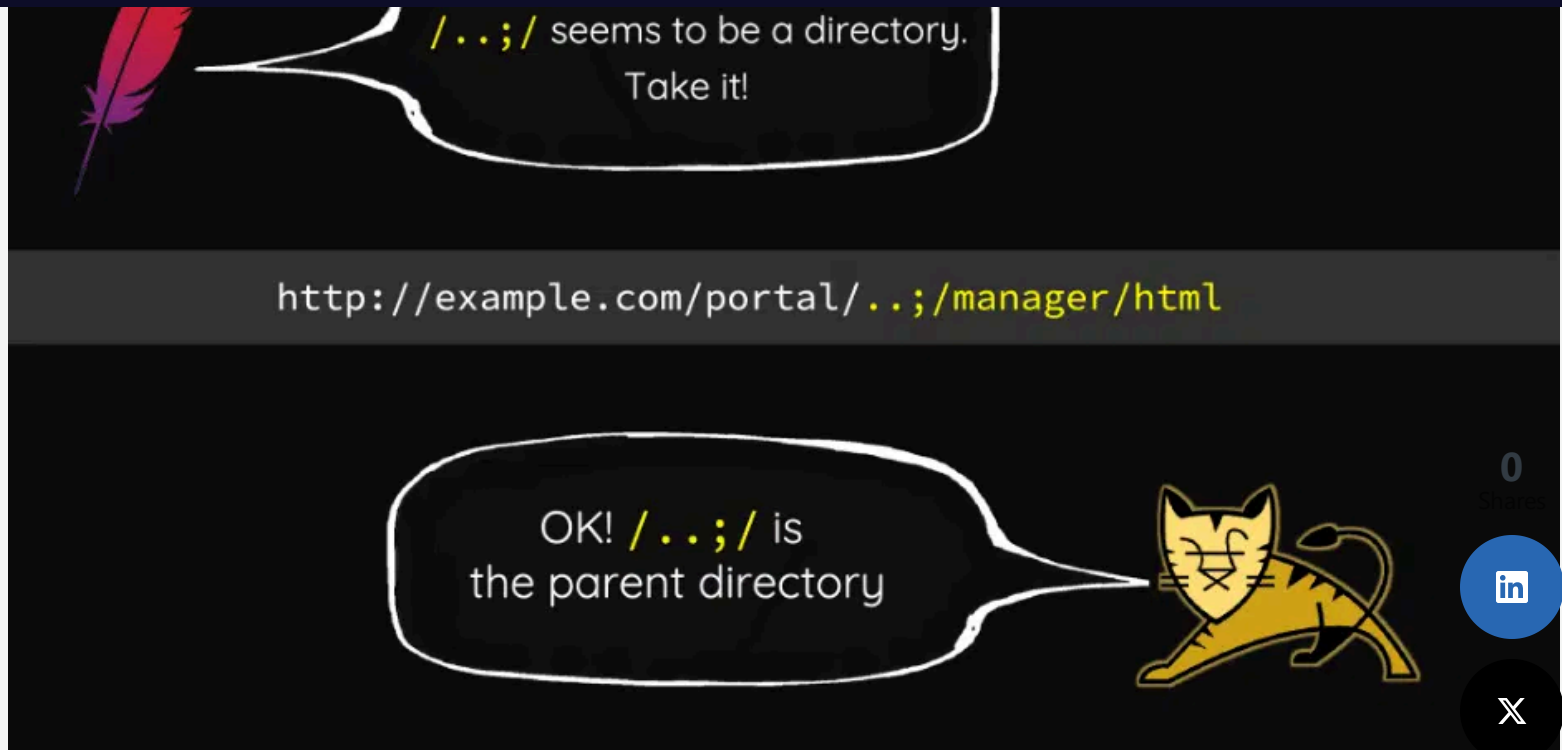 /..;/ seems to be a directory.
Take it!
http://example.com/portal/..;/manager/html
OK! /..;/ is
the parent directory
0
Shares
in
X